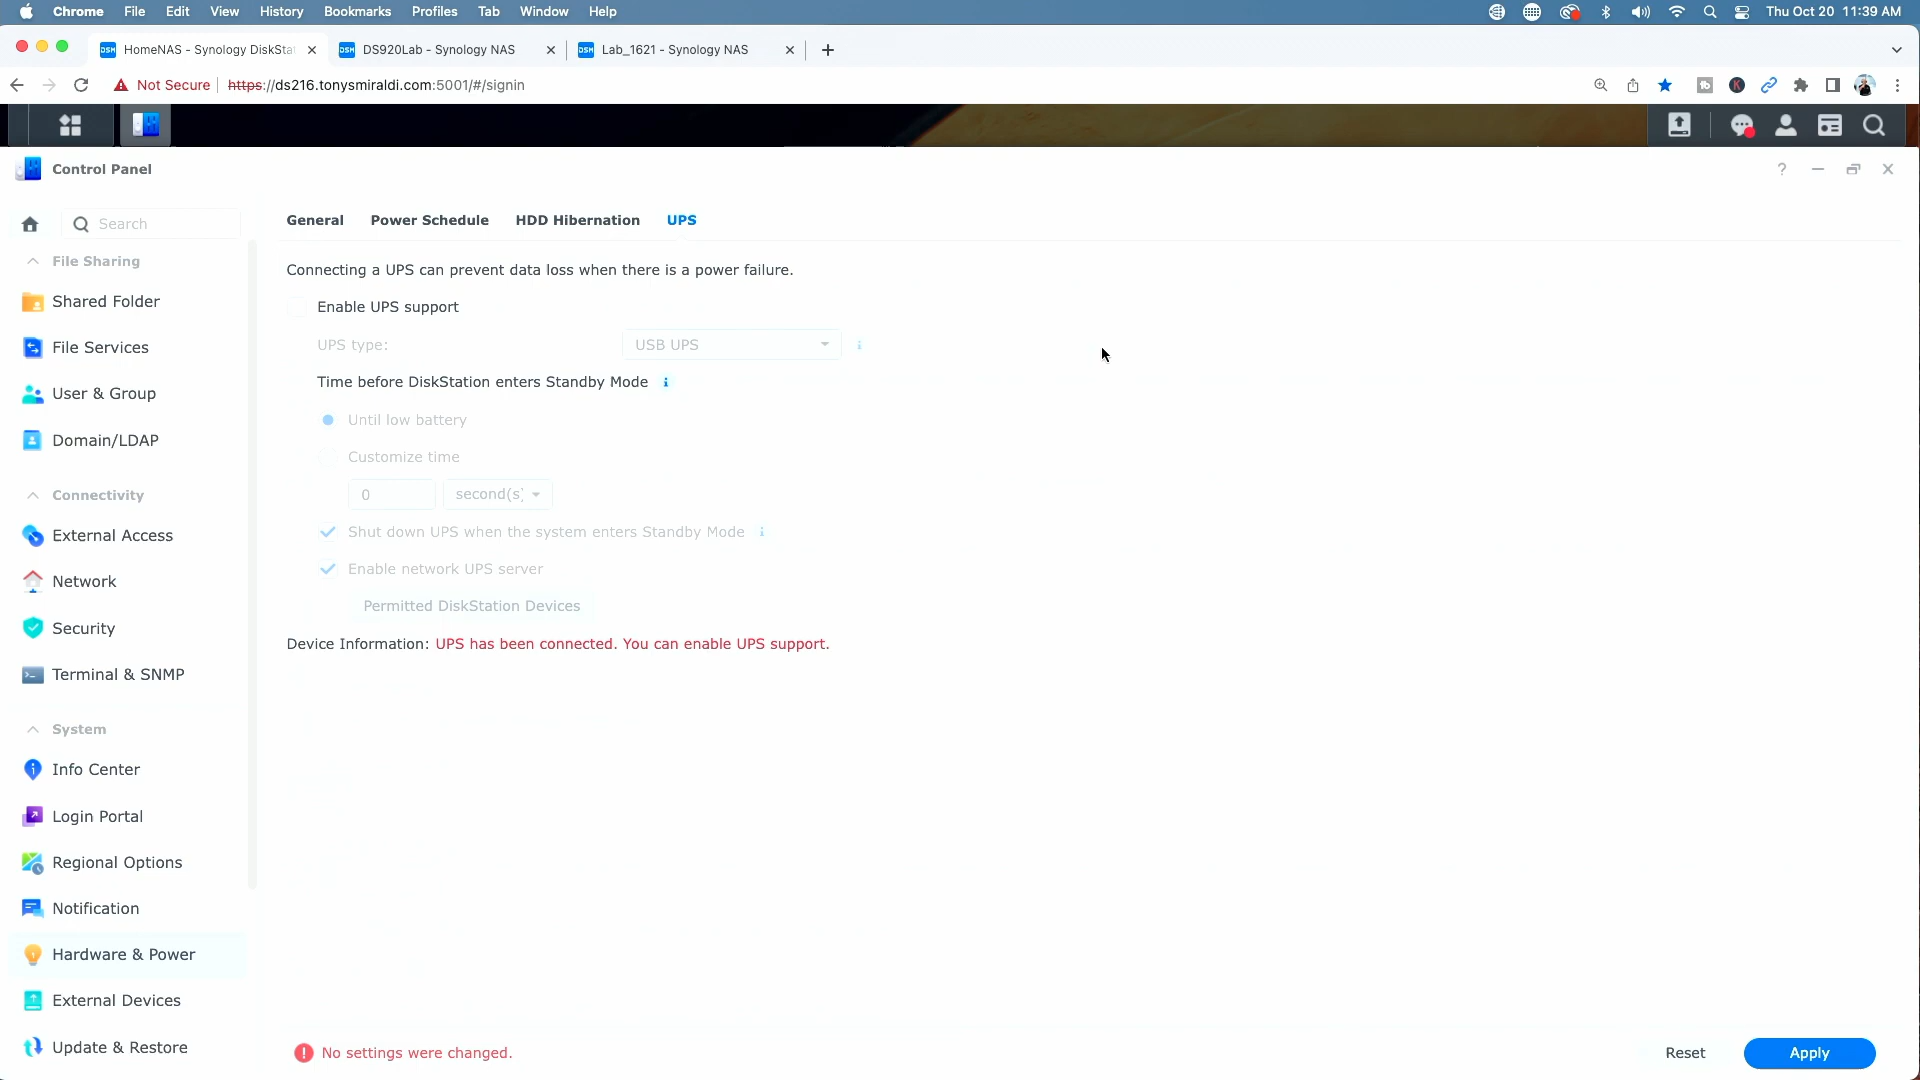 Chrome File Edit View History Bookmarks Profiles Tab Window Help Thu Oct 20 11:39 AM
HomeNAS - Synology DiskSta DS920Lab - Synology NAS Lab_1621 - Synology NAS
Not Secure https://ds216.tonysmiraldi.com:5001/#/signin
Control Panel
Search
General Power Schedule HDD Hibernation UPS
File Sharing
Shared Folder
File Services
User & Group
Domain/LDAP
Connectivity
External Access
Network
Security
Terminal & SNMP
System
Info Center
Login Portal
Regional Options
Notification
Hardware & Power
External Devices
Update & Restore
Connecting a UPS can prevent data loss when there is a power failure.
Enable UPS support
UPS type: USB UPS
Time before DiskStation enters Standby Mode
Until low battery
Customize time
0 second(s)
Shut down UPS when the system enters Standby Mode
Enable network UPS server
Permitted DiskStation Devices
Device Information: UPS has been connected. You can enable UPS support.
No settings were changed.
Reset Apply